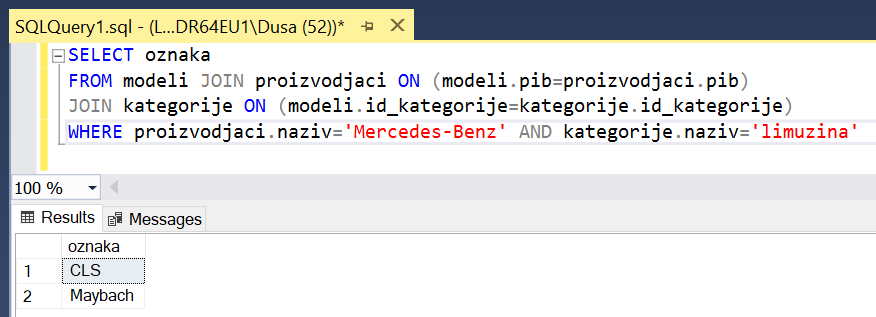 SQLQuery1.sql - (L...DR64EU1\Dusa (52))*
SELECT oznaka
FROM modeli JOIN proizvodjaci ON (modeli.pib=proizvodjaci.pib)
JOIN kategorije ON (modeli.id_kategorije=kategorije.id_kategorije)
WHERE proizvodjaci.naziv='Mercedes-Benz' AND kategorije.naziv='limuzina'
100 %
Results Messages
oznaka
1 CLS
2 Maybach